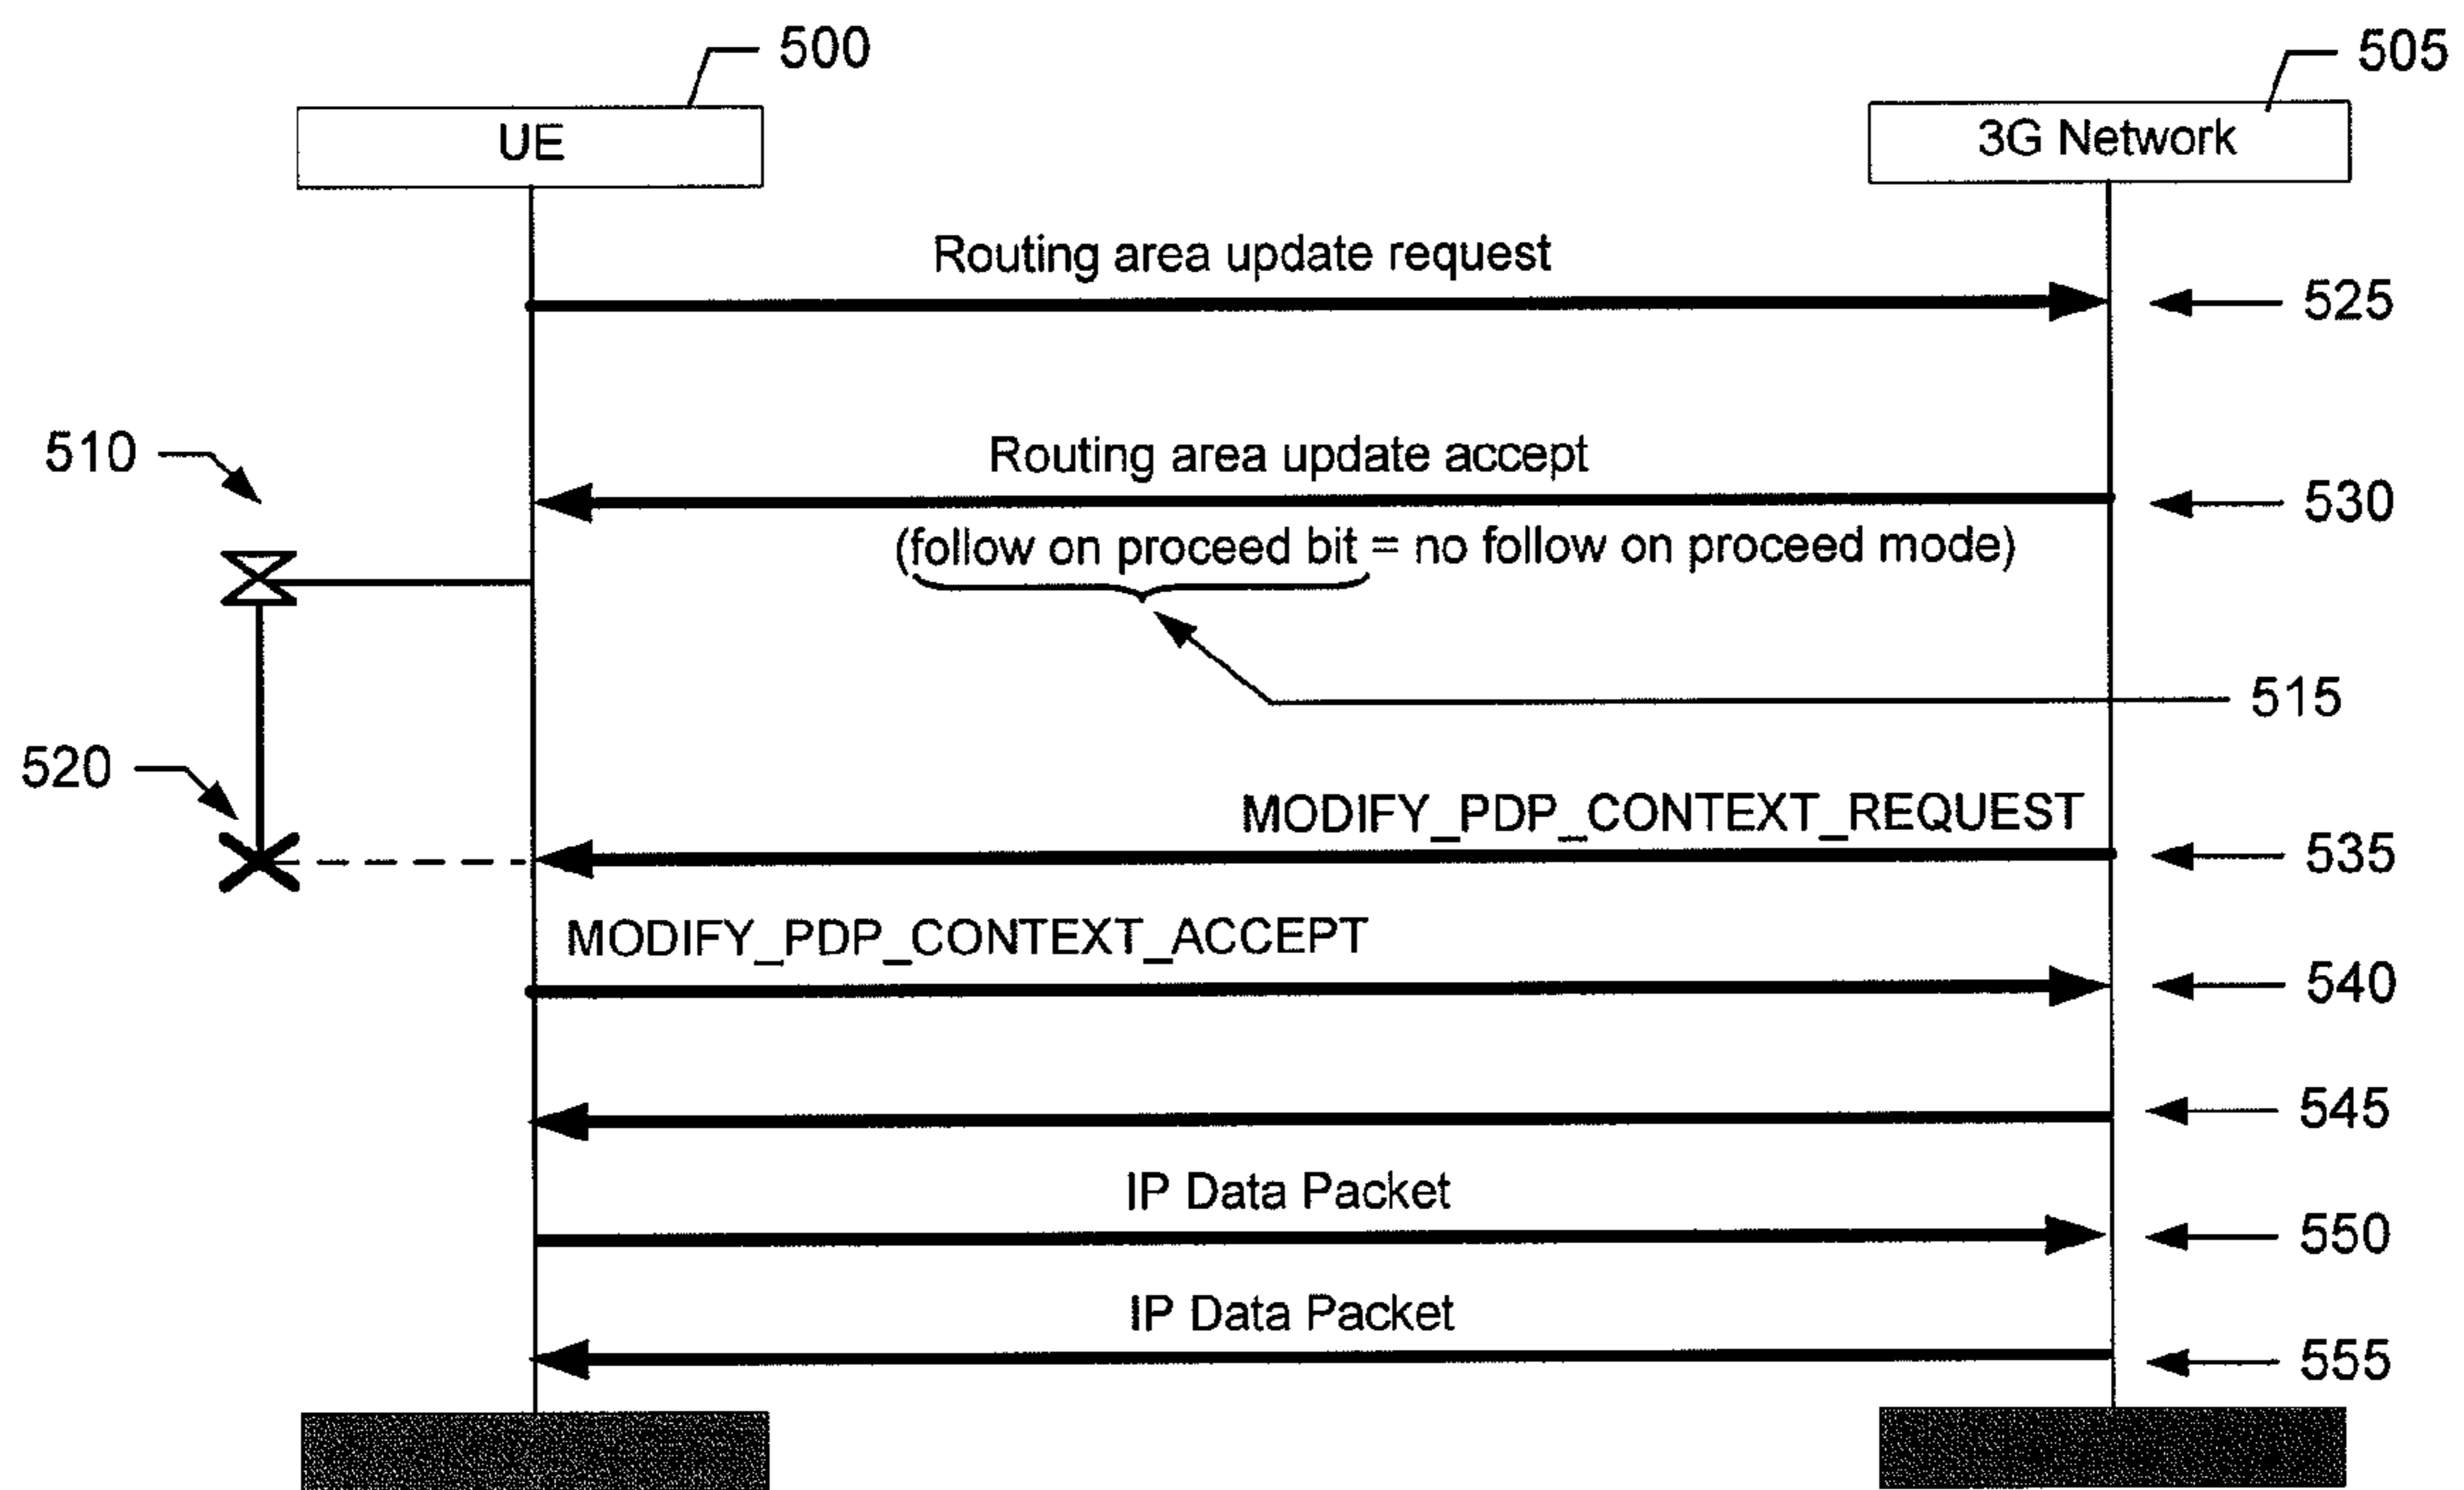 500
505
UE
3G Network
Routing area update request
525
510
Routing area update accept
530
(follow on proceed bit = no follow on proceed mode)
515
520
MODIFY_PDP_CONTEXT_REQUEST
535
MODIFY_PDP_CONTEXT_ACCEPT
540
545
IP Data Packet
550
IP Data Packet
555